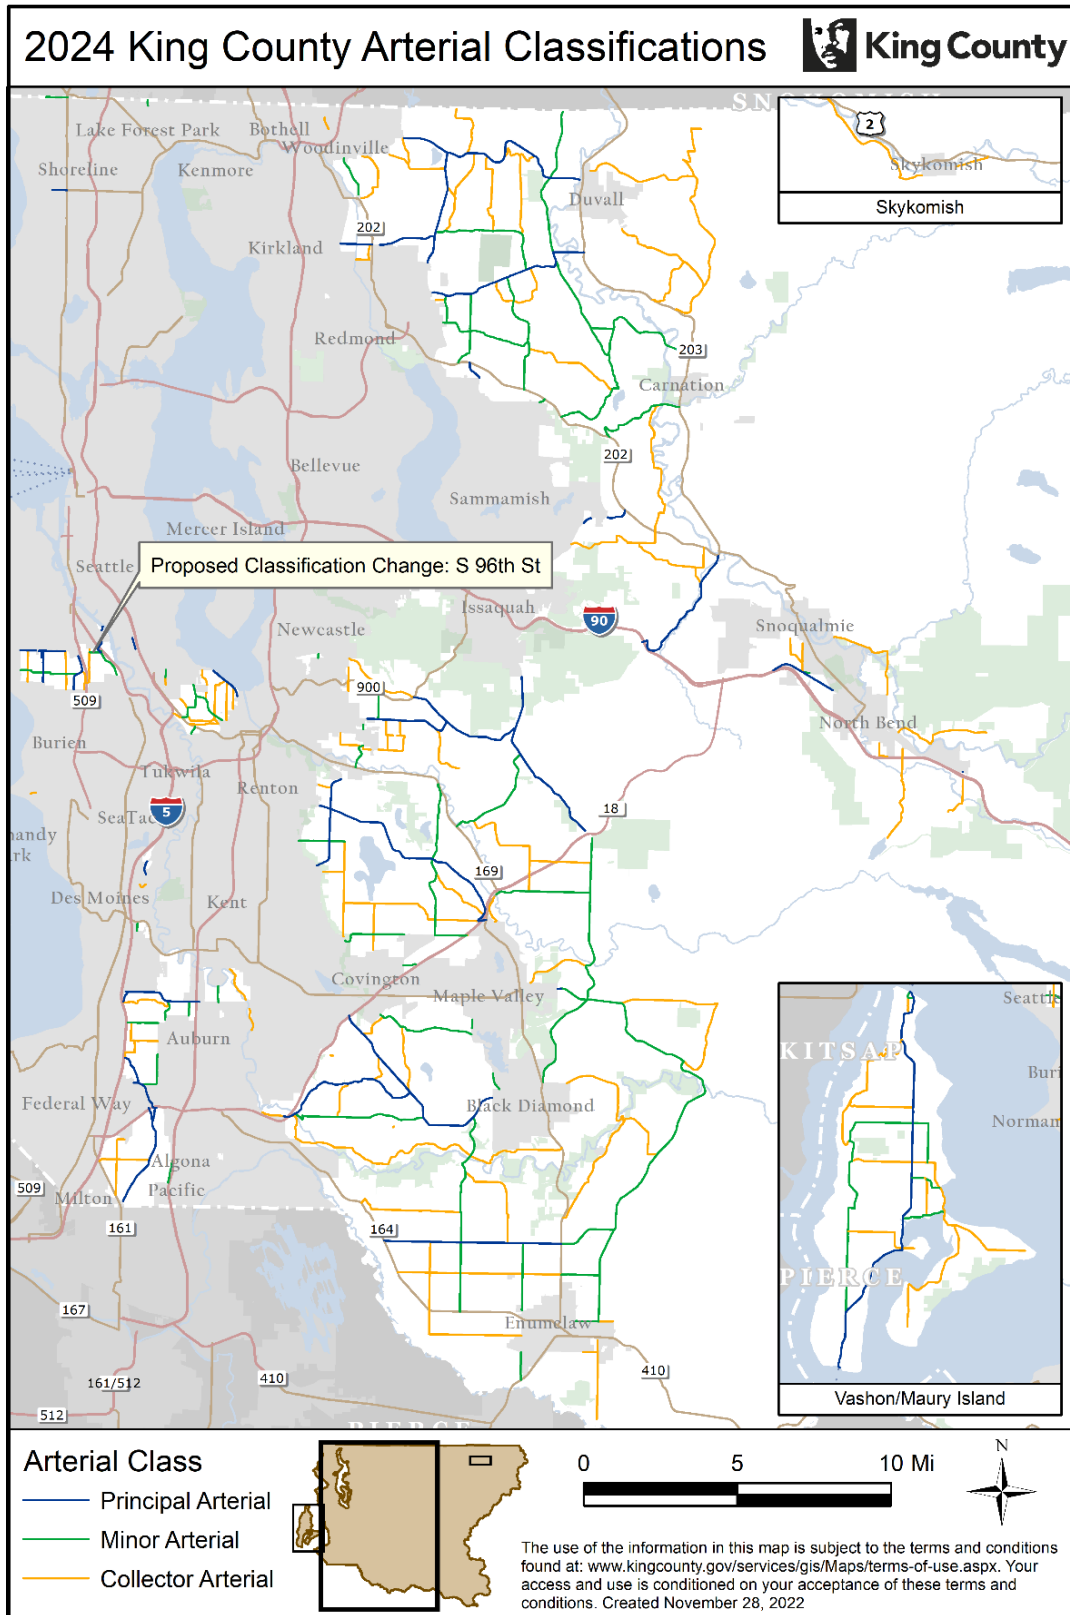 2024 King County Arterial Classifications
King County
SNOHOMISH
Lake Forest Park
Bothell
Woodinville
Shoreline
Kenmore
Duvall
2
Skykomish
Skykomish
202
Kirkland
Redmond
203
Carnation
202
Bellevue
Sammamish
Mercer Island
Seattle
Proposed Classification Change: S 96th St
Issaquah
90
Newcastle
Snoqualmie
900
509
North Bend
Burien
Tukwila
Renton
SeaTac
5
18
169
Des Moines
Kent
Covington
Maple Valley
Auburn
Federal Way
Black Diamond
Algona
Pacific
Milton
509
161
164
167
Enumclaw
161/512
410
410
512
PIERCE
Seattle
KITSAP
PIERCE
Vashon/Maury Island
Arterial Class
Principal Arterial
Minor Arterial
Collector Arterial
0 5 10 Mi
N
The use of the information in this map is subject to the terms and conditions
found at: www.kingcounty.gov/services/gis/Maps/terms-of-use.aspx. Your
access and use is conditioned on your acceptance of these terms and
conditions. Created November 28, 2022